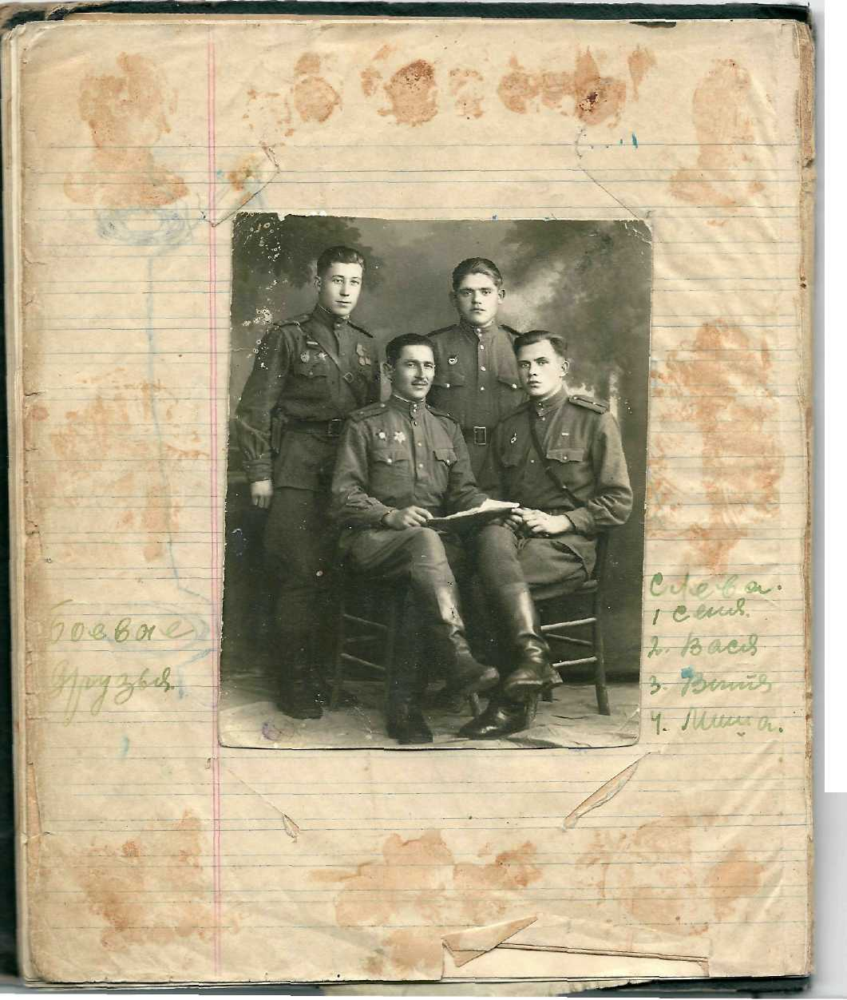 Боевые
друзья.
Слева.
1 Сеня.
2. Вася
3. Витя
4. Миша.